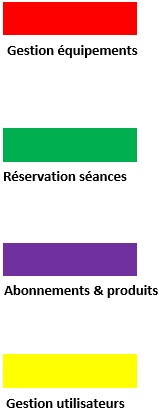 Gestion équipements
Réservation séances
Abonnements & produits
Gestion utilisateurs